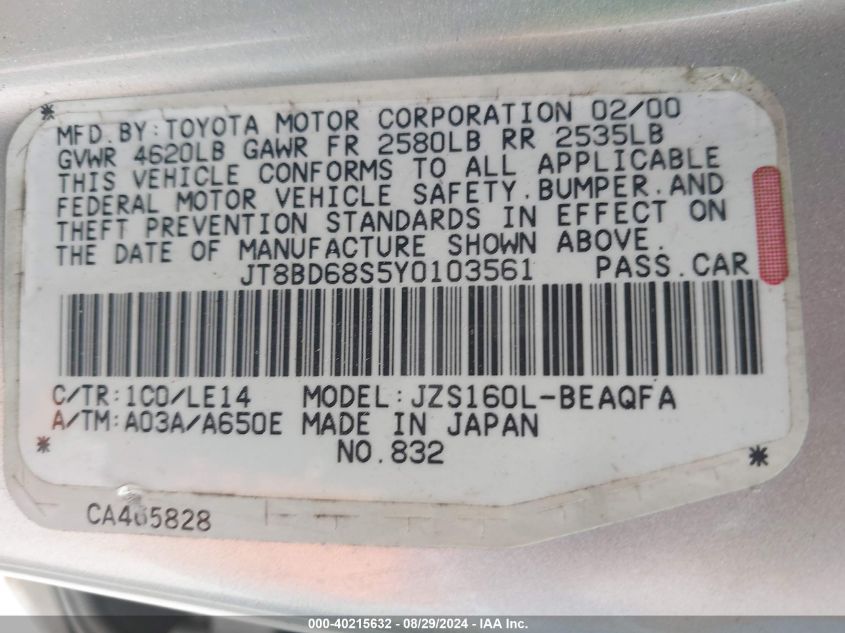 MFD. BY: TOYOTA MOTOR CORPORATION 02/00
GVWR 4620LB GAWR FR 2580LB RR 2535LB
THIS VEHICLE CONFORMS TO ALL APPLICABLE
FEDERAL MOTOR VEHICLE SAFETY, BUMPER, AND
THEFT PREVENTION STANDARDS IN EFFECT ON
THE DATE OF MANUFACTURE SHOWN ABOVE.
JT8BD68S5Y0103561 PASS. CAR
C/TR: 1C0/LE14 MODEL: JZS160L-BEAQFA
A/TM: A03A/A650E MADE IN JAPAN
NO. 832
CA465828
000-40215632 - 08/29/2024 - IAA Inc.